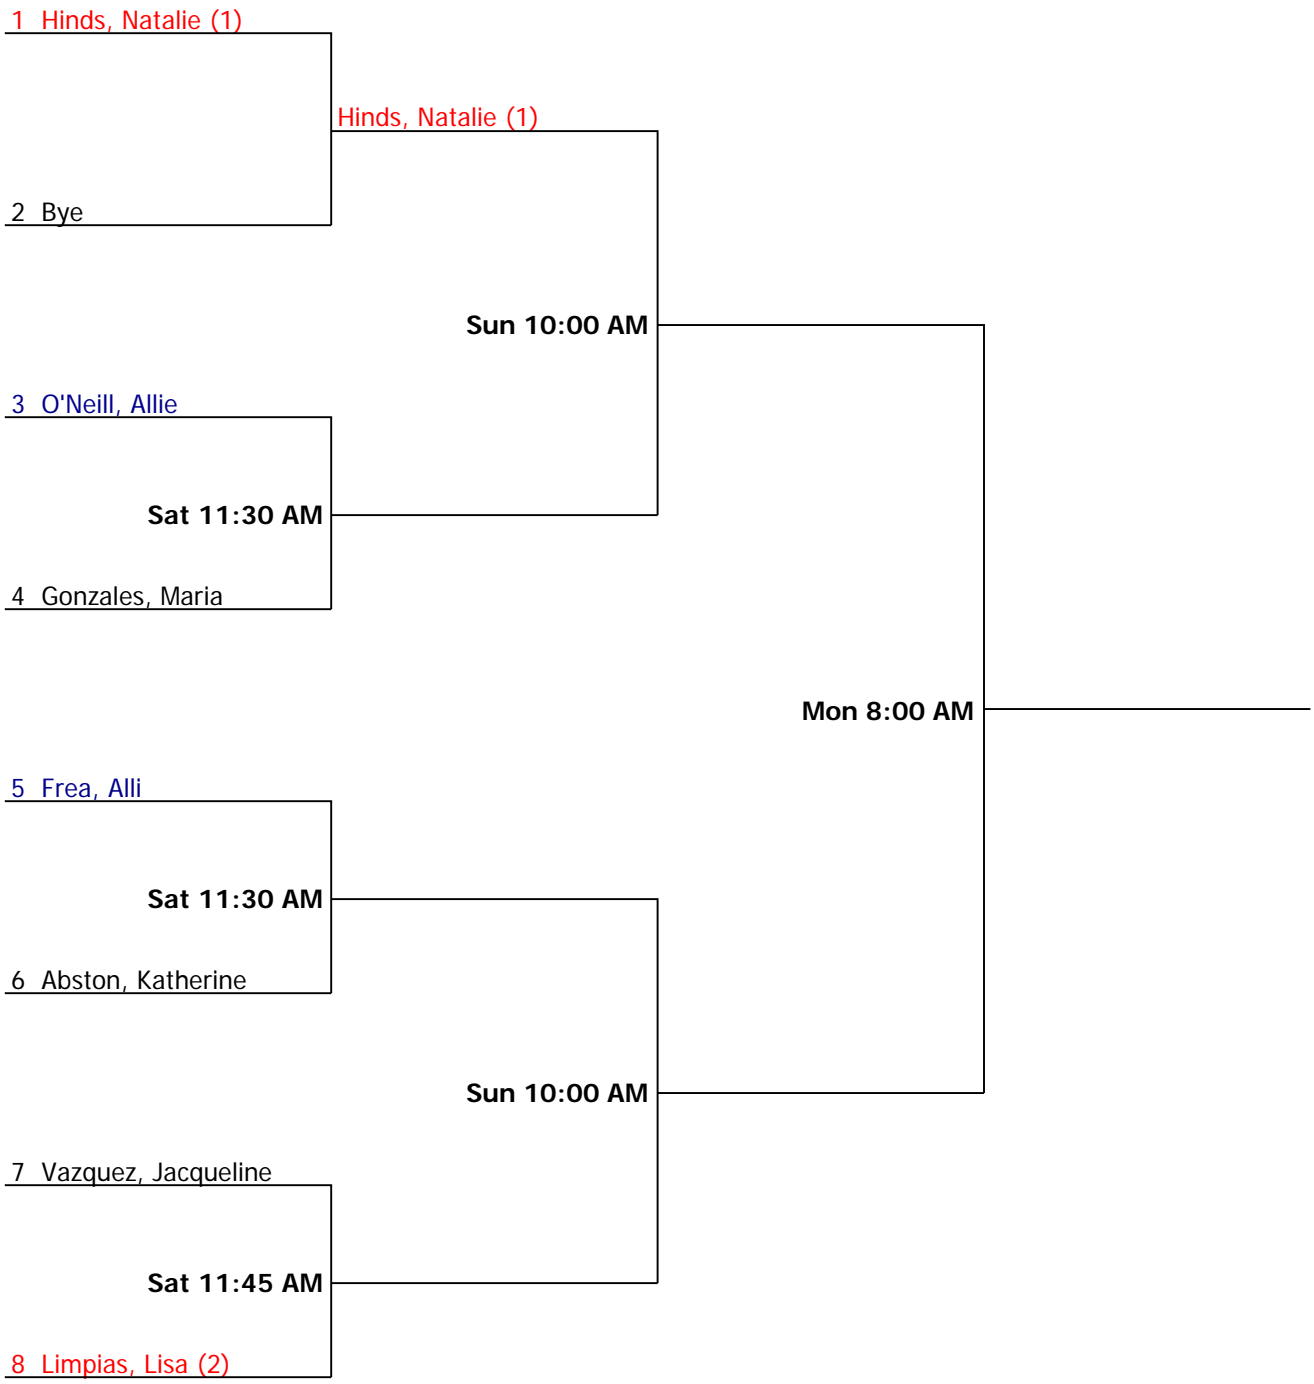 1 Hinds, Natalie (1)
Hinds, Natalie (1)
2 Bye
Sun 10:00 AM
3 O'Neill, Allie
Sat 11:30 AM
4 Gonzales, Maria
Mon 8:00 AM
5 Frea, Alli
Sat 11:30 AM
6 Abston, Katherine
Sun 10:00 AM
7 Vazquez, Jacqueline
Sat 11:45 AM
8 Limpias, Lisa (2)